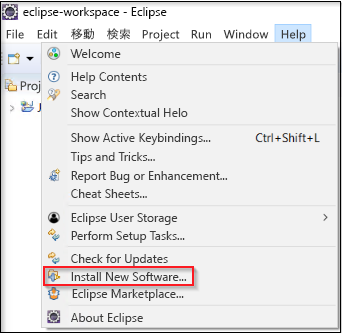 eclipse-workspace - Eclipse
File Edit 移動 検索 Project Run Window Help
Welcome
Proj
Help Contents
Search
Show Contextual Helo
Show Active Keybindings... Ctrl+Shift+L
Tips and Tricks...
Report Bug or Enhancement...
Cheat Sheets...
Eclipse User Storage
Perform Setup Tasks...
Check for Updates
Install New Software...
Eclipse Marketplace...
About Eclipse